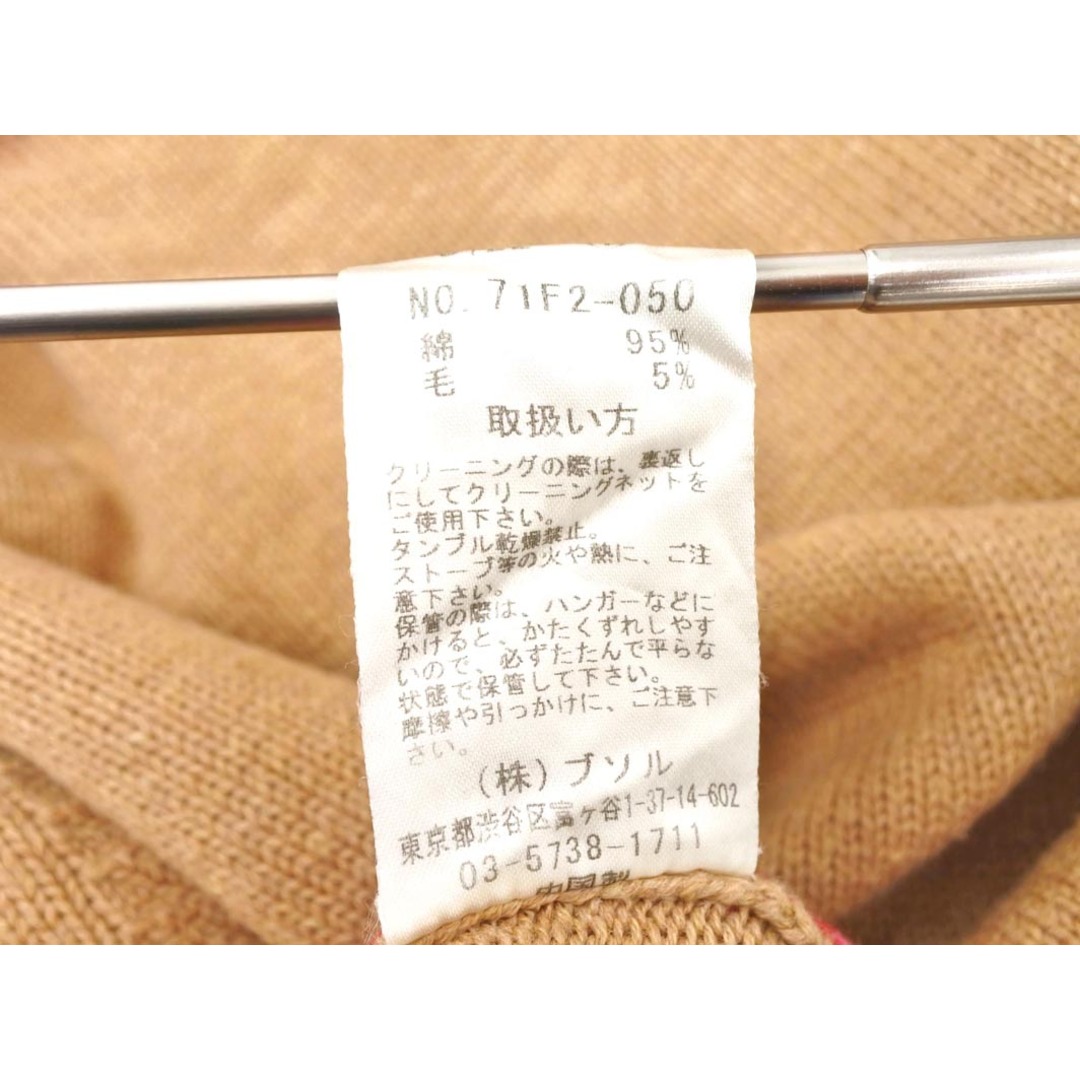 NO. 71F2-050
綿 95%
毛 5%
取扱い方
クリーニングの際は、裏返し
にしてクリーニングネットを
ご使用下さい。
タンブル乾燥禁止。
ストーブ等の火や熱に、ご注
意下さい。
保管の際は、ハンガーなどに
かけると、かたくずれしやす
いので、必ずたたんで平らな
状態で保管して下さい。
摩擦や引っかけに、ご注意下
さい。
(株)ブソル
東京都渋谷区富ヶ谷1-37-14-602
03-5738-1711
中国製